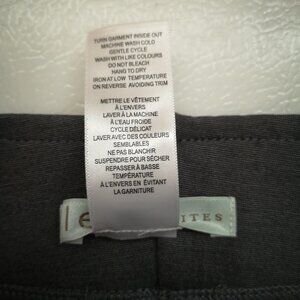 TURN GARMENT INSIDE OUT
MACHINE WASH COLD
GENTLE CYCLE
WASH WITH LIKE COLOURS
DO NOT BLEACH
HANG TO DRY
IRON AT LOW TEMPERATURE
ON REVERSE AVOIDING TRIM
METTRE LE VÊTEMENT
À L'ENVERS
LAVER À LA MACHINE
À L'EAU FROIDE
CYCLE DÉLICAT
LAVER AVEC DES COULEURS
SEMBLABLES
NE PAS BLANCHIR
SUSPENDRE POUR SÉCHER
REPASSER À BASSE
TEMPÉRATURE
À L'ENVERS EN ÉVITANT
LA GARNITURE